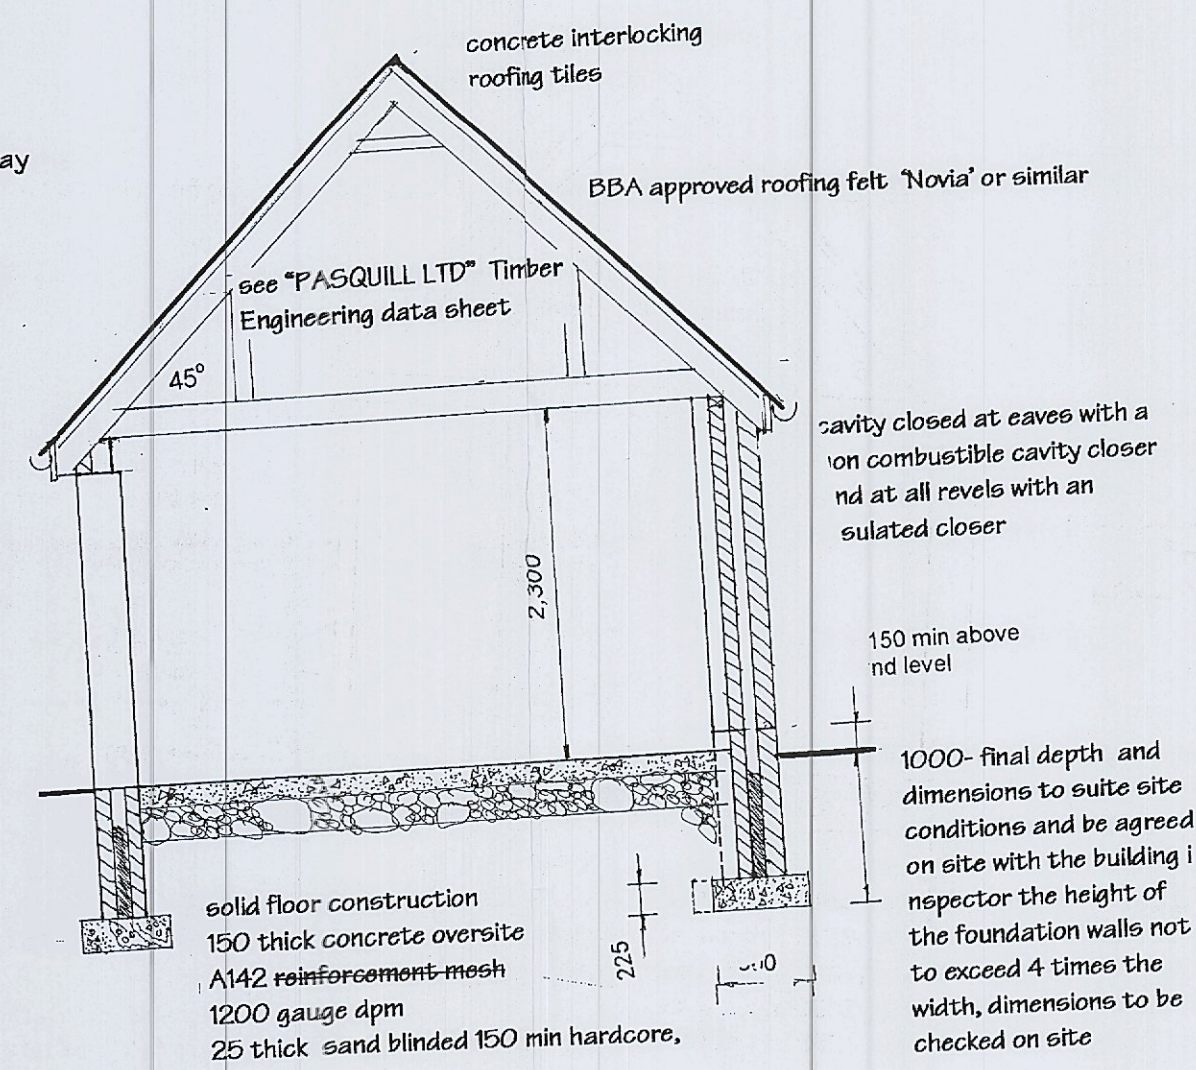 concrete interlocking
roofing tiles
ay
BBA approved roofing felt 'Novia' or similar
see "PASQUILL LTD" Timber
Engineering data sheet
45°
cavity closed at eaves with a
on combustible cavity closer
nd at all revels with an
sulated closer
2,300
150 min above
nd level
1000- final depth and
dimensions to suite site
conditions and be agreed
on site with the building i
nspector the height of
the foundation walls not
to exceed 4 times the
width, dimensions to be
checked on site
solid floor construction
150 thick concrete oversite
A142 reinforcement mesh
1200 gauge dpm
25 thick sand blinded 150 min hardcore,
225